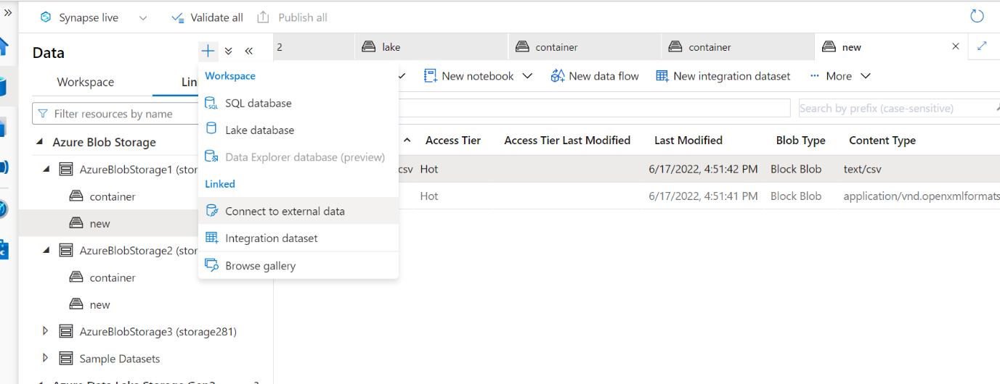 Synapse live Validate all Publish all
Data
2 lake container container new
Workspace
New notebook New data flow New integration dataset More
Filter resources by name
Search by prefix (case-sensitive)
Workspace
SQL database
Lake database
Data Explorer database (preview)
Linked
Connect to external data
Integration dataset
Browse gallery
Access Tier Access Tier Last Modified Last Modified Blob Type Content Type
csv Hot 6/17/2022, 4:51:42 PM Block Blob text/csv
Hot 6/17/2022, 4:51:41 PM Block Blob application/vnd.openxmlformats
Azure Blob Storage
AzureBlobStorage1 (stor
container
new
AzureBlobStorage2 (stor
container
new
AzureBlobStorage3 (storage281)
Sample Datasets